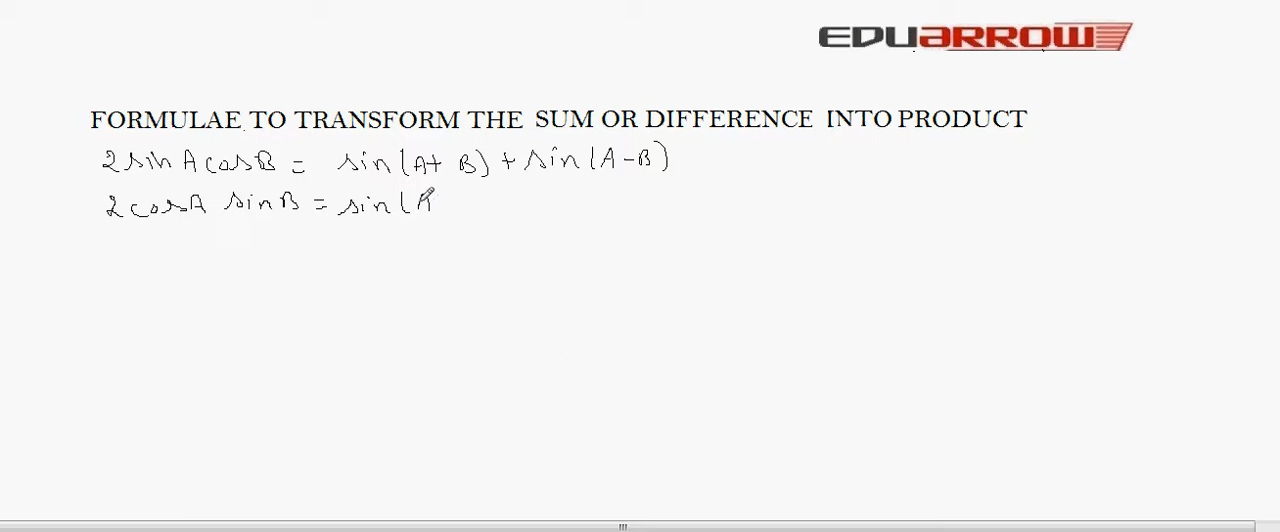 EDUARROW
FORMULAE TO TRANSFORM THE SUM OR DIFFERENCE INTO PRODUCT
2 sin A cos B = sin(A + B) + sin(A - B)
2 cos A sin B = sin(A